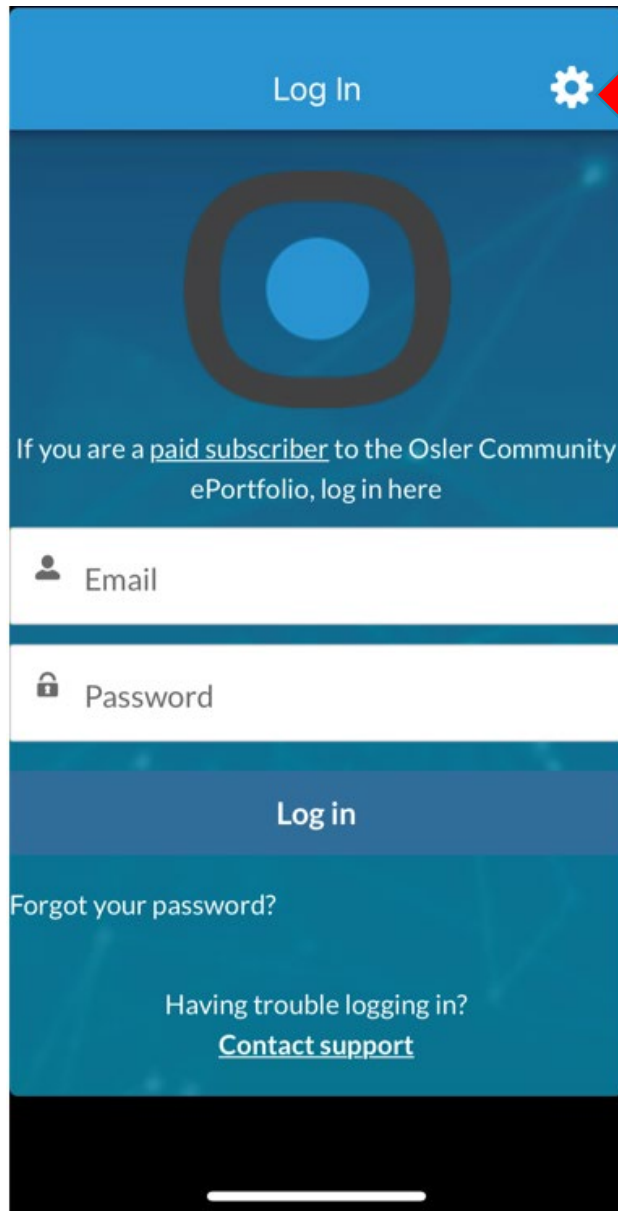 Log In
If you are a paid subscriber to the Osler Community
ePortfolio, log in here
Email
Password
Log in
Forgot your password?
Having trouble logging in?
Contact support